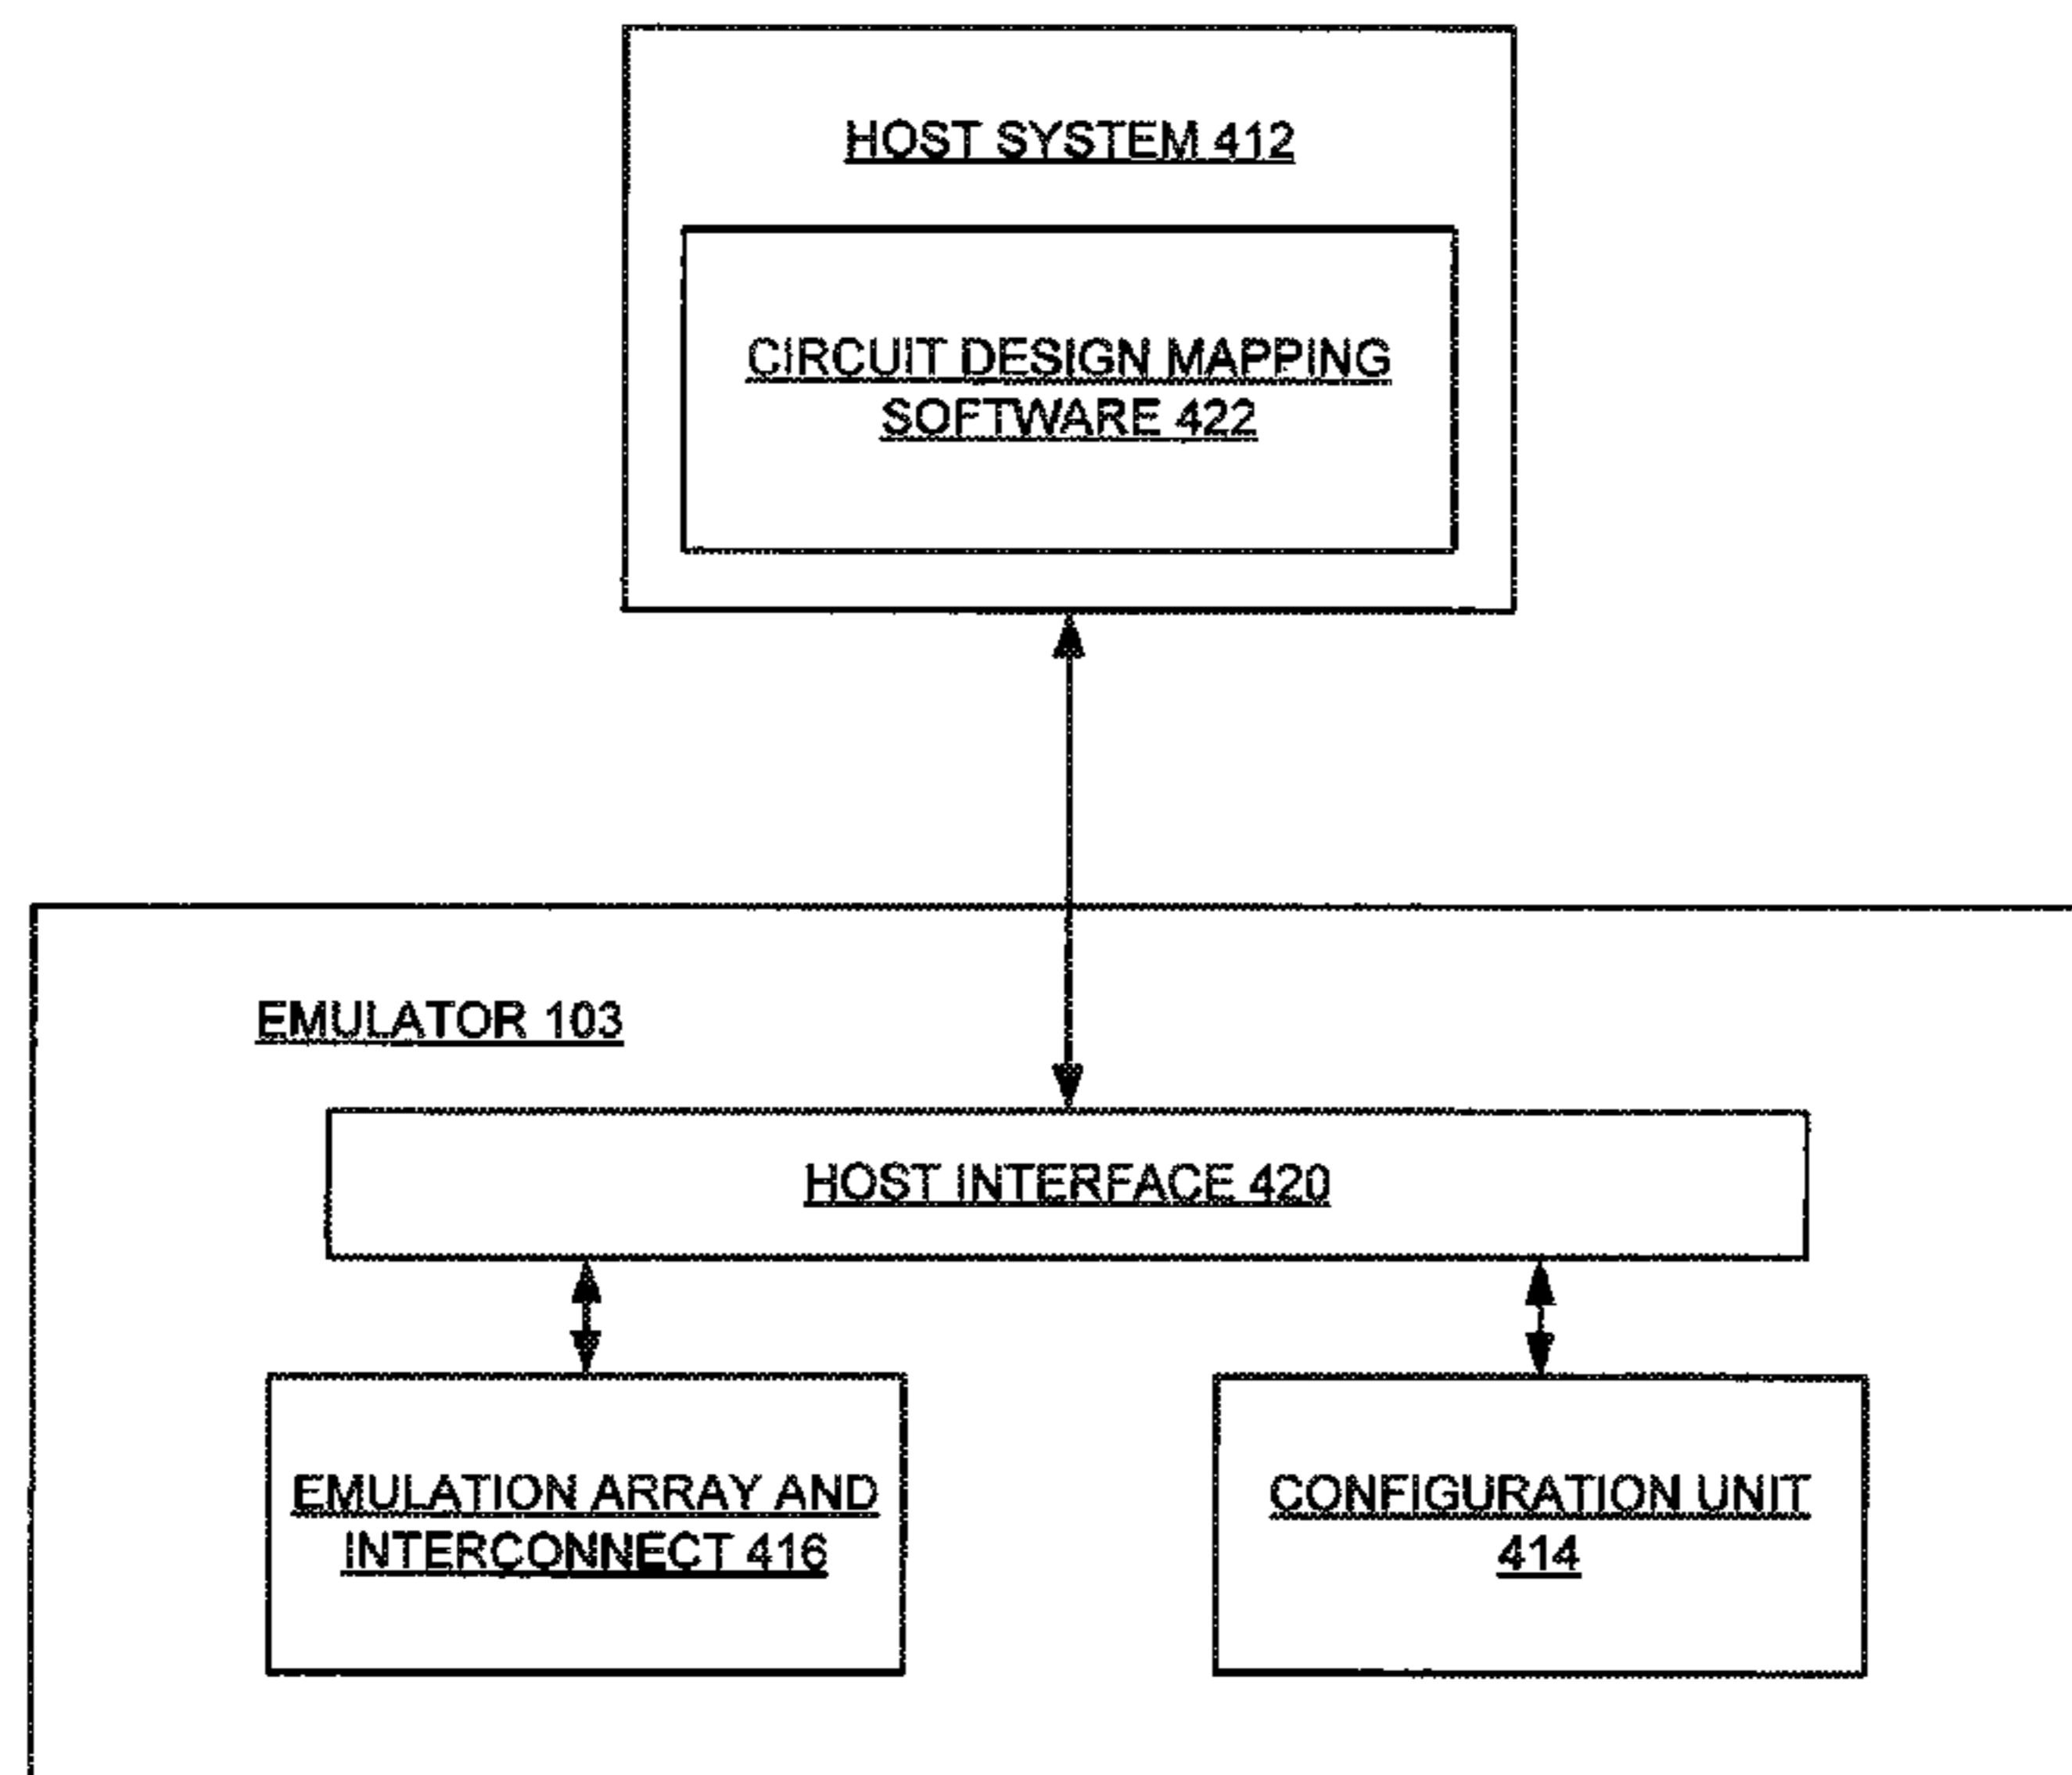 HOST SYSTEM 412
CIRCUIT DESIGN MAPPING
SOFTWARE 422
EMULATOR 103
HOST INTERFACE 420
EMULATION ARRAY AND
INTERCONNECT 416
CONFIGURATION UNIT
414